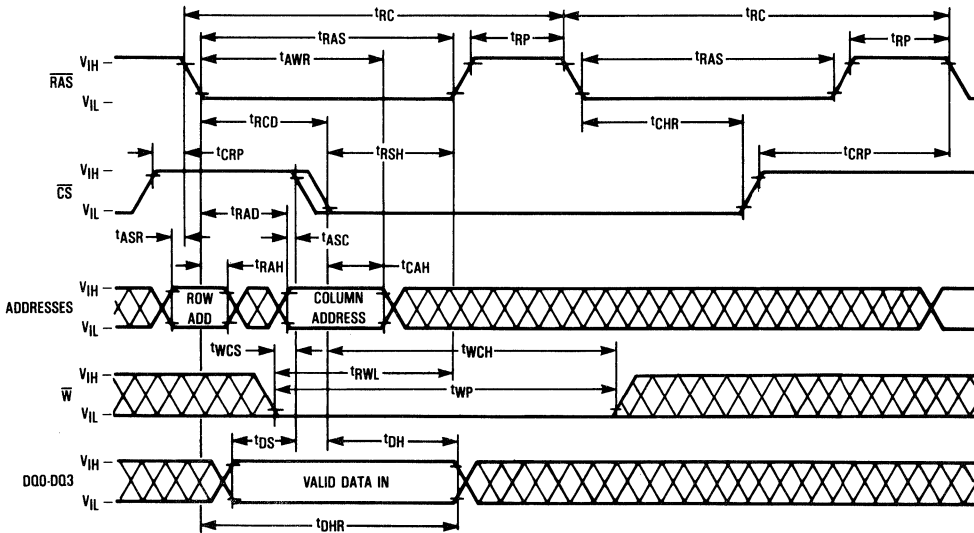 tRC tRC
tRAS tRP tRP
tAWR tRAS
VIH
RAS
VIL
tRCD tCHR
tCRP tRSH tCRP
VIH
CS
VIL
tRAD
tASR tASC
tRAH tCAH
VIH
ADDRESSES ROW ADD COLUMN ADDRESS
VIL
tWCS tWCH
tRWL
VIH
tWP
W
VIL
tDS tDH
VIH
DQ0-DQ3 VALID DATA IN
VIL
tDHR